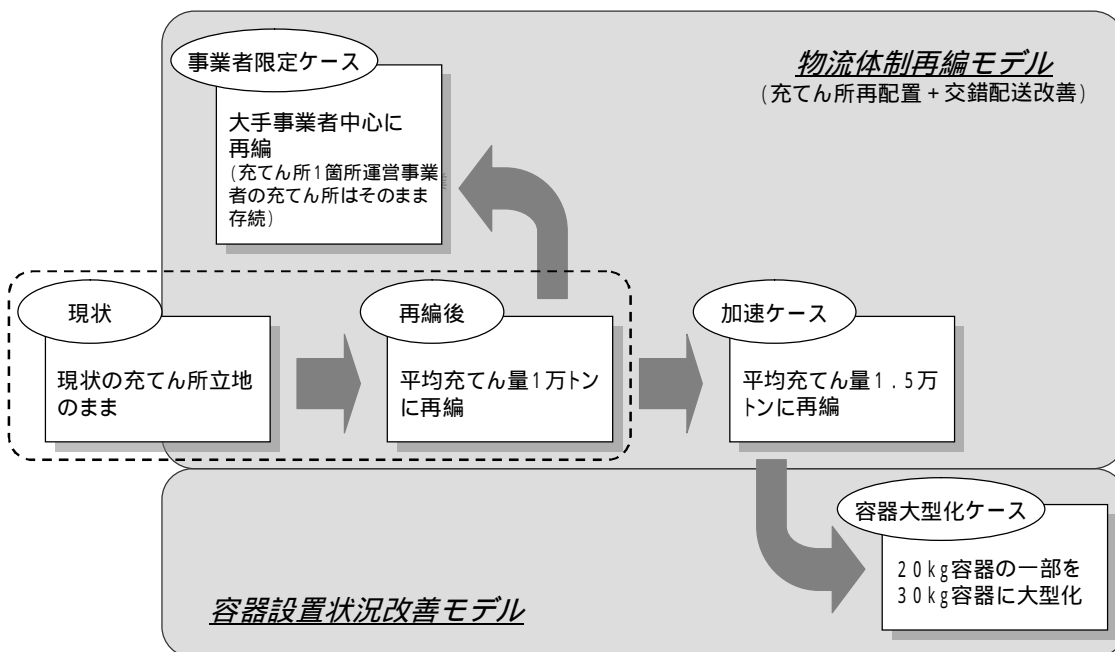 事業者限定ケース
大手事業者中心に
再編
(充てん所1箇所運営事業
者の充てん所はそのまま
存続)
物流体制再編モデル
(充てん所再配置+交錯配送改善)
現状
現状の充てん所立地
のまま
再編後
平均充てん量1万トン
に再編
加速ケース
平均充てん量1.5万
トンに再編
容器大型化ケース
20kg容器の一部を
30kg容器に大型化
容器設置状況改善モデル